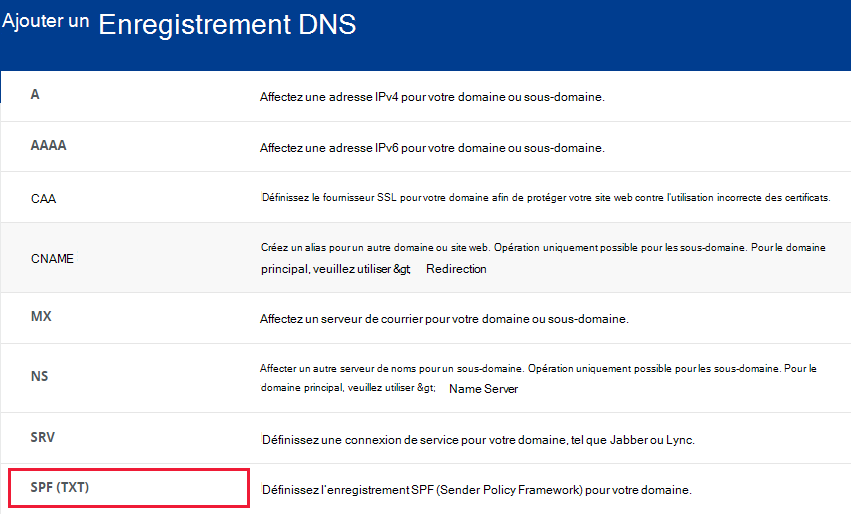 Ajouter un Enregistrement DNS
A Affectez une adresse IPv4 pour votre domaine ou sous-domaine.
AAAA Affectez une adresse IPv6 pour votre domaine ou sous-domaine.
CAA Définissez le fournisseur SSL pour votre domaine afin de protéger votre site web contre l'utilisation incorrecte des certificats.
CNAME Créez un alias pour un autre domaine ou site web. Opération uniquement possible pour les sous-domaine. Pour le domaine
principal, veuillez utiliser &gt; Redirection
MX Affectez un serveur de courrier pour votre domaine ou sous-domaine.
NS Affecter un autre serveur de noms pour un sous-domaine. Opération uniquement possible pour les sous-domaine. Pour le
domaine principal, veuillez utiliser &gt; Name Server
SRV Définissez une connexion de service pour votre domaine, tel que Jabber ou Lync.
SPF (TXT) Définissez l'enregistrement SPF (Sender Policy Framework) pour votre domaine.